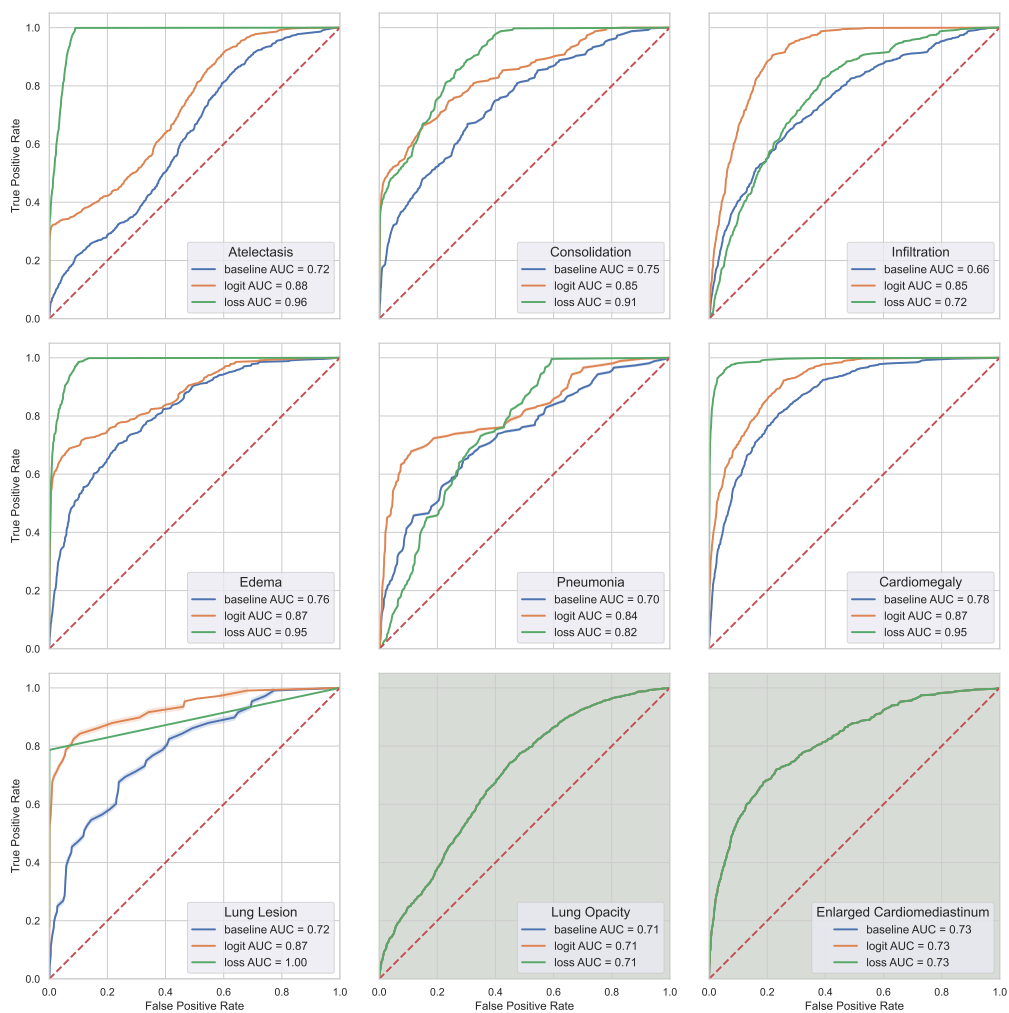 True Positive Rate
1.0
0.8
0.6
0.4
0.2
0.0
Atelectasis
baseline AUC = 0.72
logit AUC = 0.88
loss AUC = 0.96
Consolidation
baseline AUC = 0.75
logit AUC = 0.85
loss AUC = 0.91
Infiltration
baseline AUC = 0.66
logit AUC = 0.85
loss AUC = 0.72
True Positive Rate
1.0
0.8
0.6
0.4
0.2
0.0
Edema
baseline AUC = 0.76
logit AUC = 0.87
loss AUC = 0.95
Pneumonia
baseline AUC = 0.70
logit AUC = 0.84
loss AUC = 0.82
Cardiomegaly
baseline AUC = 0.78
logit AUC = 0.87
loss AUC = 0.95
True Positive Rate
1.0
0.8
0.6
0.4
0.2
0.0
Lung Lesion
baseline AUC = 0.72
logit AUC = 0.87
loss AUC = 1.00
0.0 0.2 0.4 0.6 0.8 1.0
False Positive Rate
Lung Opacity
baseline AUC = 0.71
logit AUC = 0.71
loss AUC = 0.71
0.0 0.2 0.4 0.6 0.8 1.0
False Positive Rate
Enlarged Cardiomediastinum
baseline AUC = 0.73
logit AUC = 0.73
loss AUC = 0.73
0.0 0.2 0.4 0.6 0.8 1.0
False Positive Rate